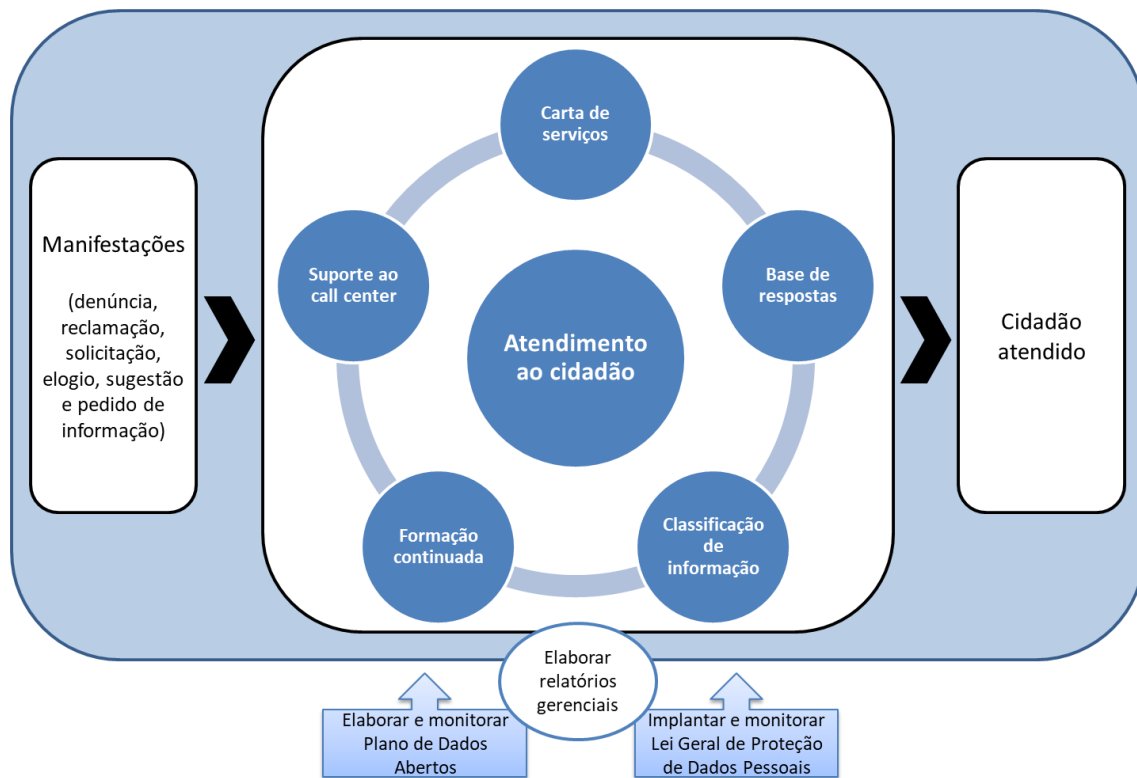 Manifestações
(denúncia,
reclamação,
solicitação,
elogio, sugestão
e pedido de
informação)
Carta de
serviços
Suporte ao
call center
Base de
respostas
Atendimento
ao cidadão
Formação
continuada
Classificação
de
informação
Cidadão
atendido
Elaborar
relatórios
gerenciais
Elaborar e monitorar
Plano de Dados
Abertos
Implantar e monitorar
Lei Geral de Proteção
de Dados Pessoais